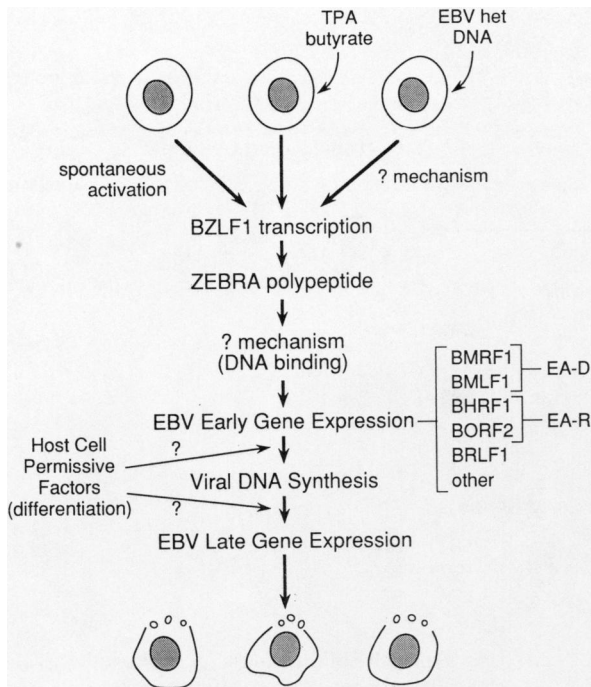 TPA
butyrate
EBV het
DNA
spontaneous
activation
? mechanism
BZLF1 transcription
ZEBRA polypeptide
? mechanism
(DNA binding)
EBV Early Gene Expression
BMRF1
BMLF1
EA-D
BHRF1
BORF2
EA-R
BRLF1
other
Host Cell
Permissive
Factors
(differentiation)
?
?
Viral DNA Synthesis
EBV Late Gene Expression